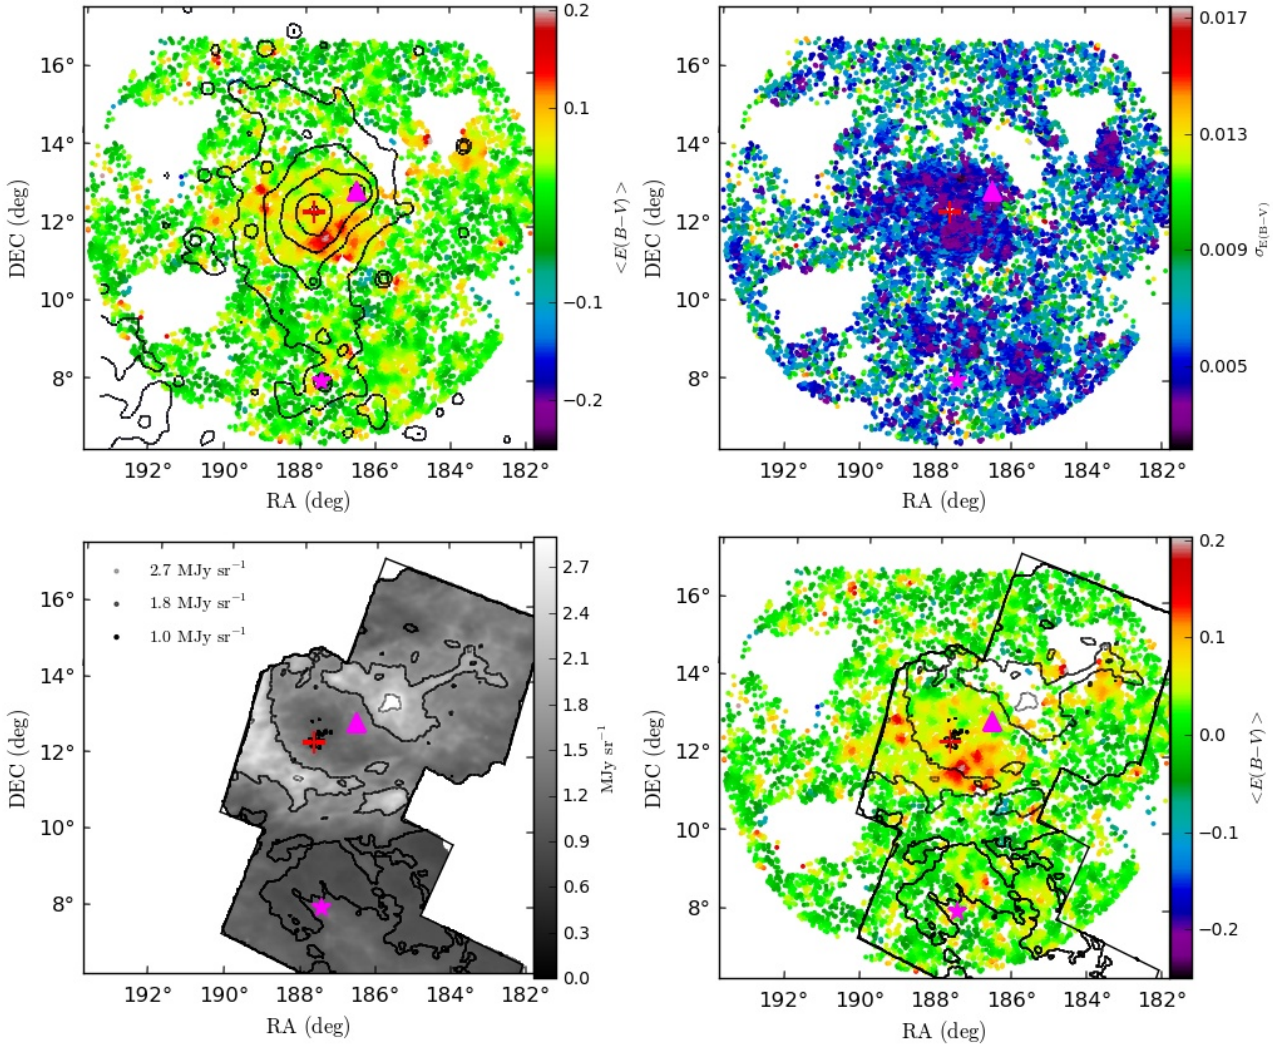 16°
14°
12°
10°
8°
DEC (deg)
192° 190° 188° 186° 184° 182°
RA (deg)
0.2
0.1
−0.1
−0.2
<E(B−V)>
16°
14°
12°
10°
8°
DEC (deg)
192° 190° 188° 186° 184° 182°
RA (deg)
0.017
0.013
0.009
0.005
σE(B−V)
2.7 MJy sr−1
1.8 MJy sr−1
1.0 MJy sr−1
16°
14°
12°
10°
8°
DEC (deg)
192° 190° 188° 186° 184° 182°
RA (deg)
2.7
2.4
2.1
1.8
1.5
1.2
0.9
0.6
0.3
0.0
MJy sr−1
16°
14°
12°
10°
8°
DEC (deg)
192° 190° 188° 186° 184° 182°
RA (deg)
0.2
0.1
0.0
−0.1
−0.2
<E(B−V)>